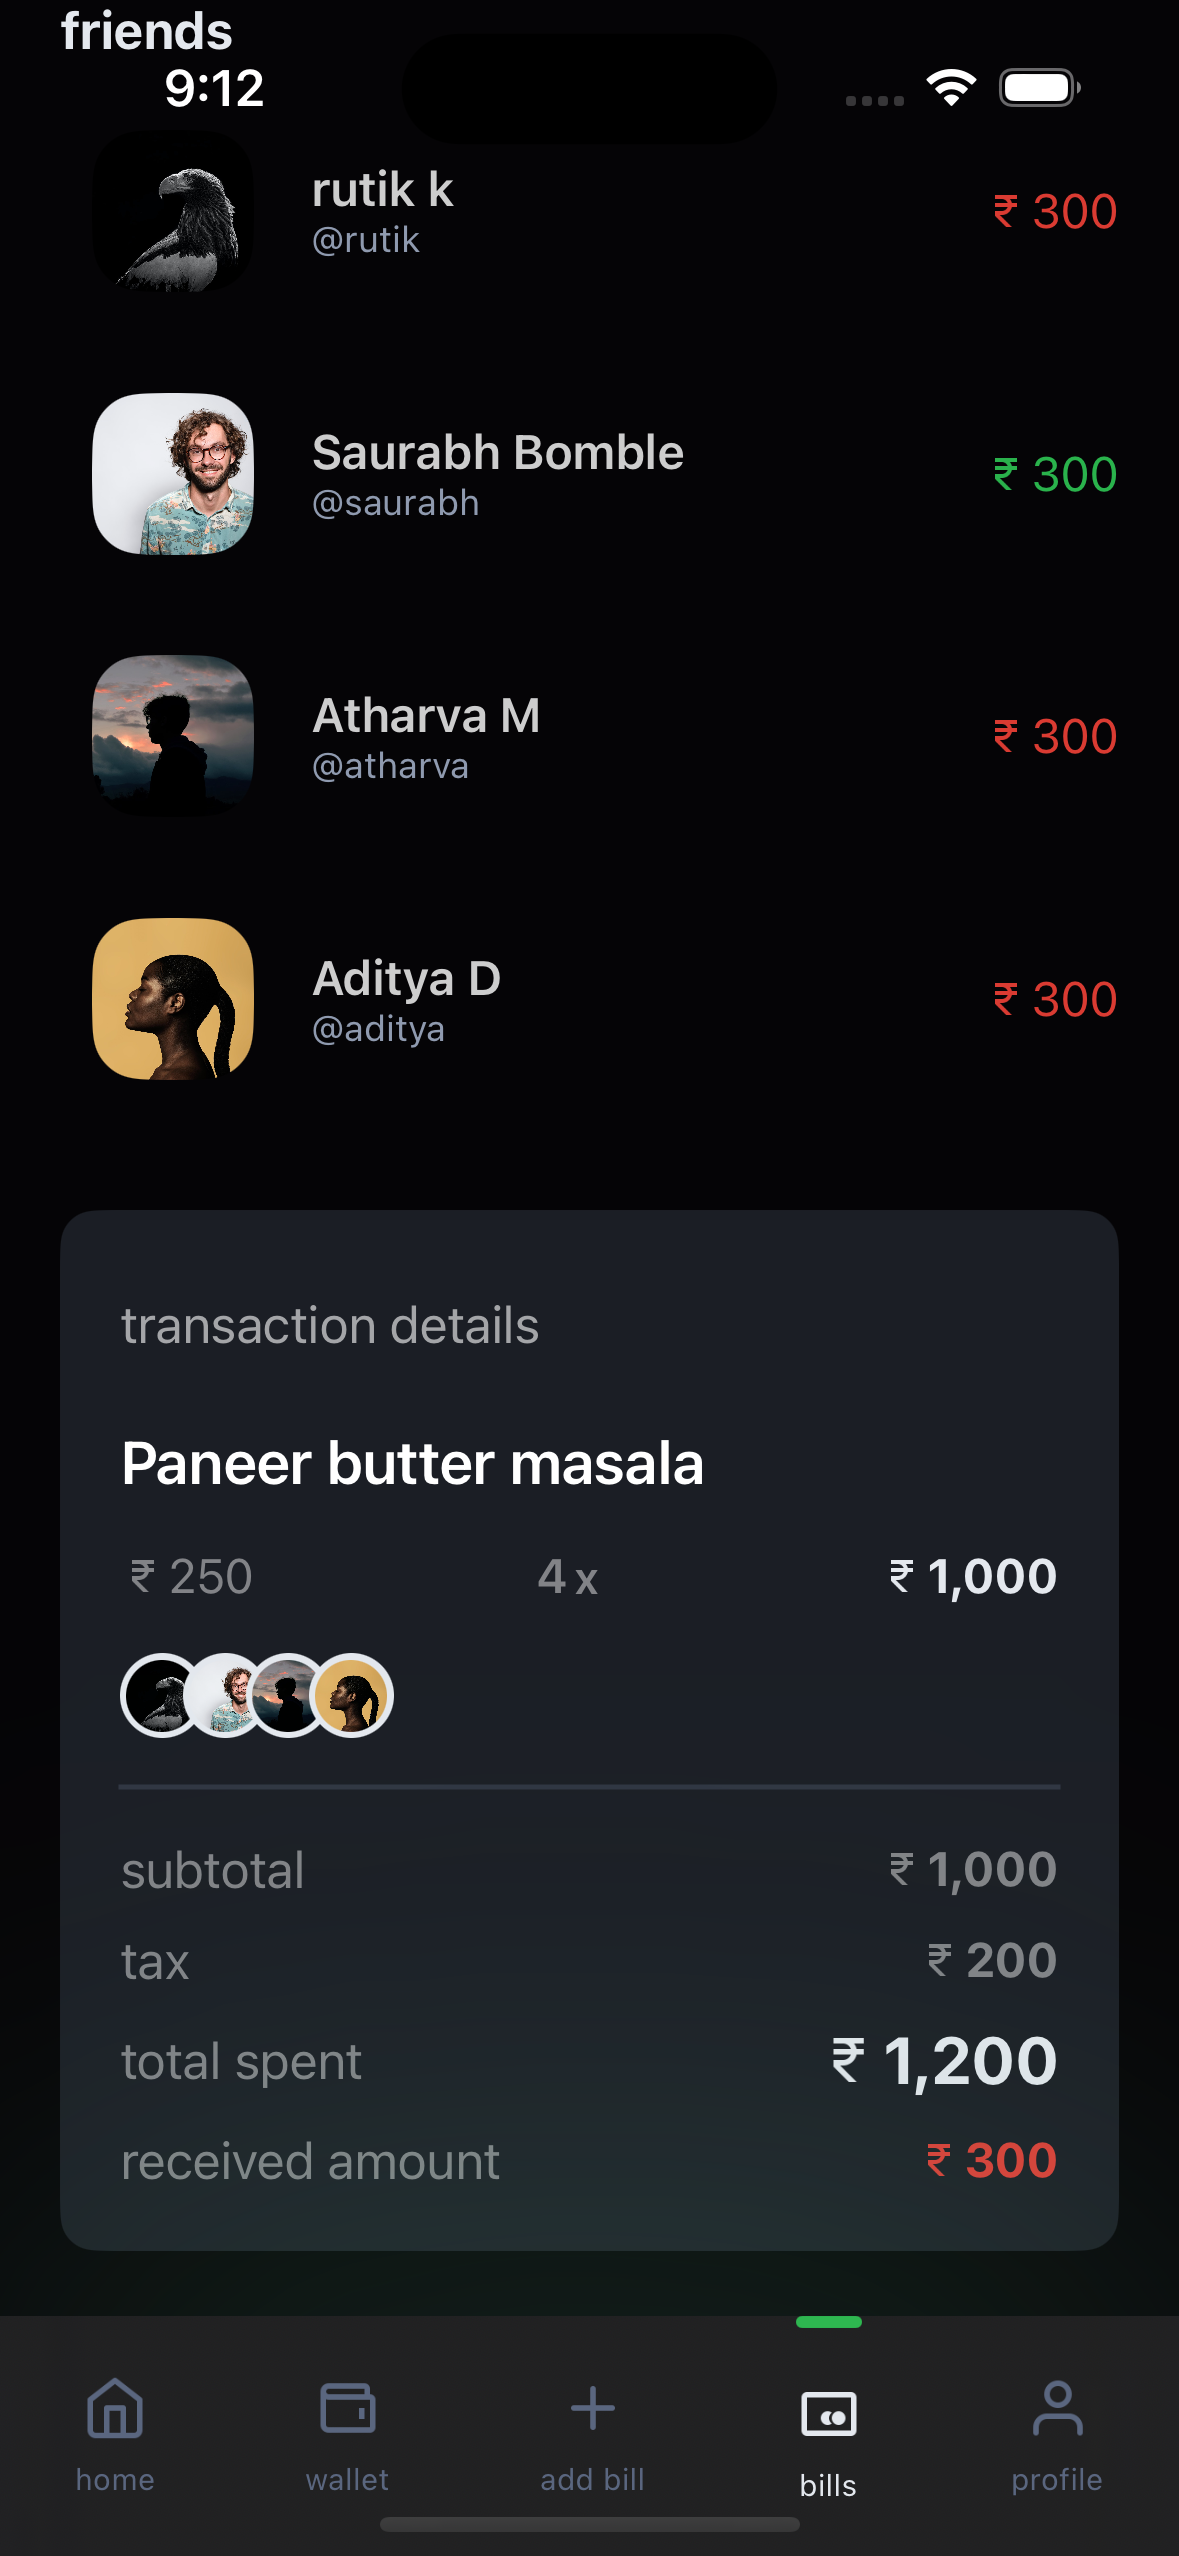 friends
9:12
rutik k
@rutik
₹ 300
Saurabh Bomble
@saurabh
₹ 300
Atharva M
@atharva
₹ 300
Aditya D
@aditya
₹ 300
transaction details
Paneer butter masala
₹ 250 4 x ₹ 1,000
subtotal ₹ 1,000
tax ₹ 200
total spent ₹ 1,200
received amount ₹ 300
home wallet add bill bills profile